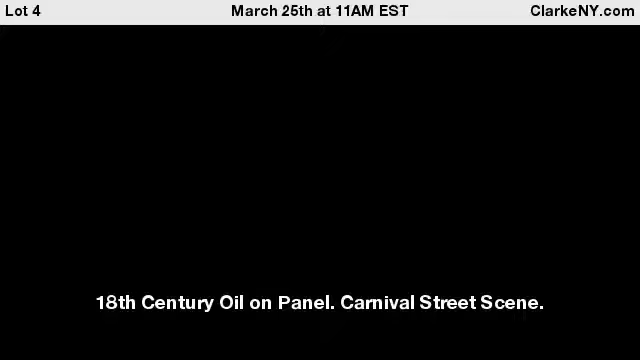 Lot 4 March 25th at 11AM EST ClarkeNY.com
18th Century Oil on Panel. Carnival Street Scene.